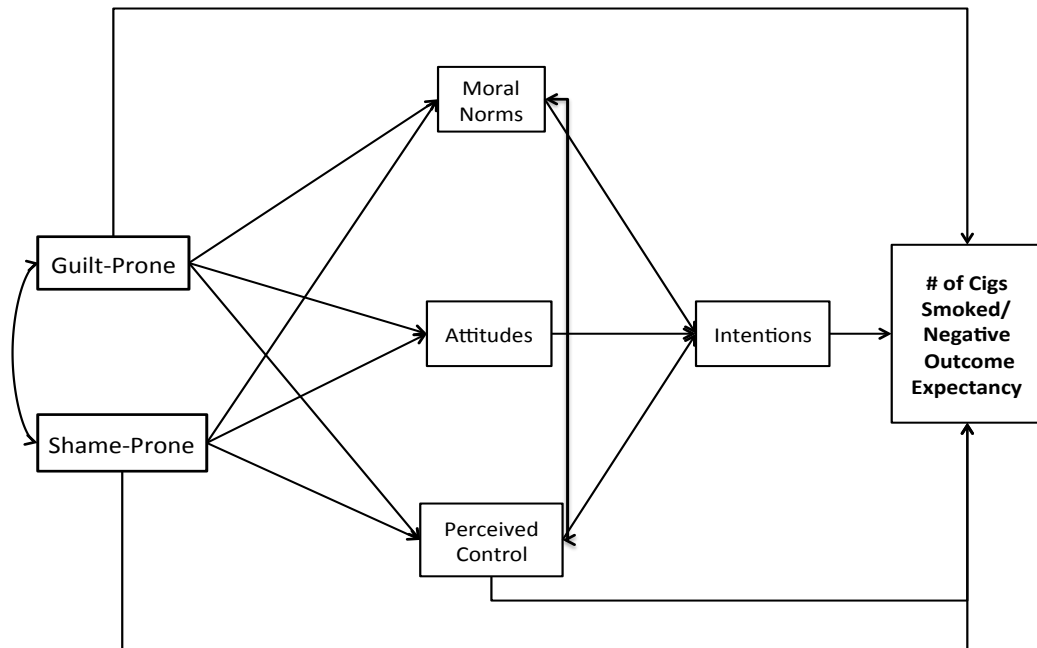 Moral
Norms
Guilt-Prone
Attitudes
Intentions
# of Cigs
Smoked/
Negative
Outcome
Expectancy
Shame-Prone
Perceived
Control